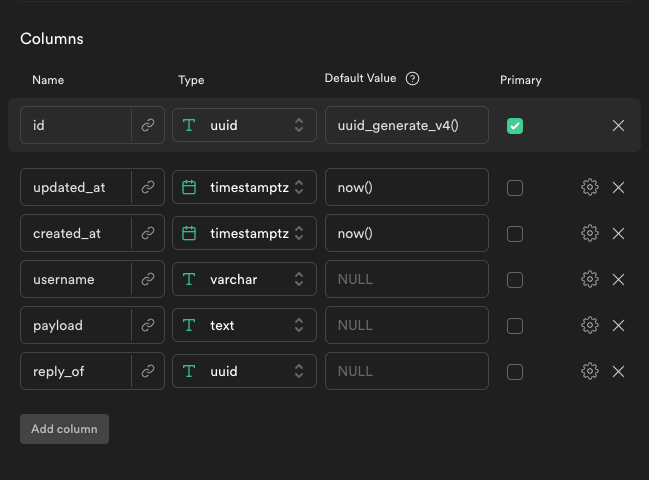 Columns
Name Type Default Value Primary
id uuid uuid_generate_v4()
updated_at timestamptz now()
created_at timestamptz now()
username varchar NULL
payload text NULL
reply_of uuid NULL
Add column